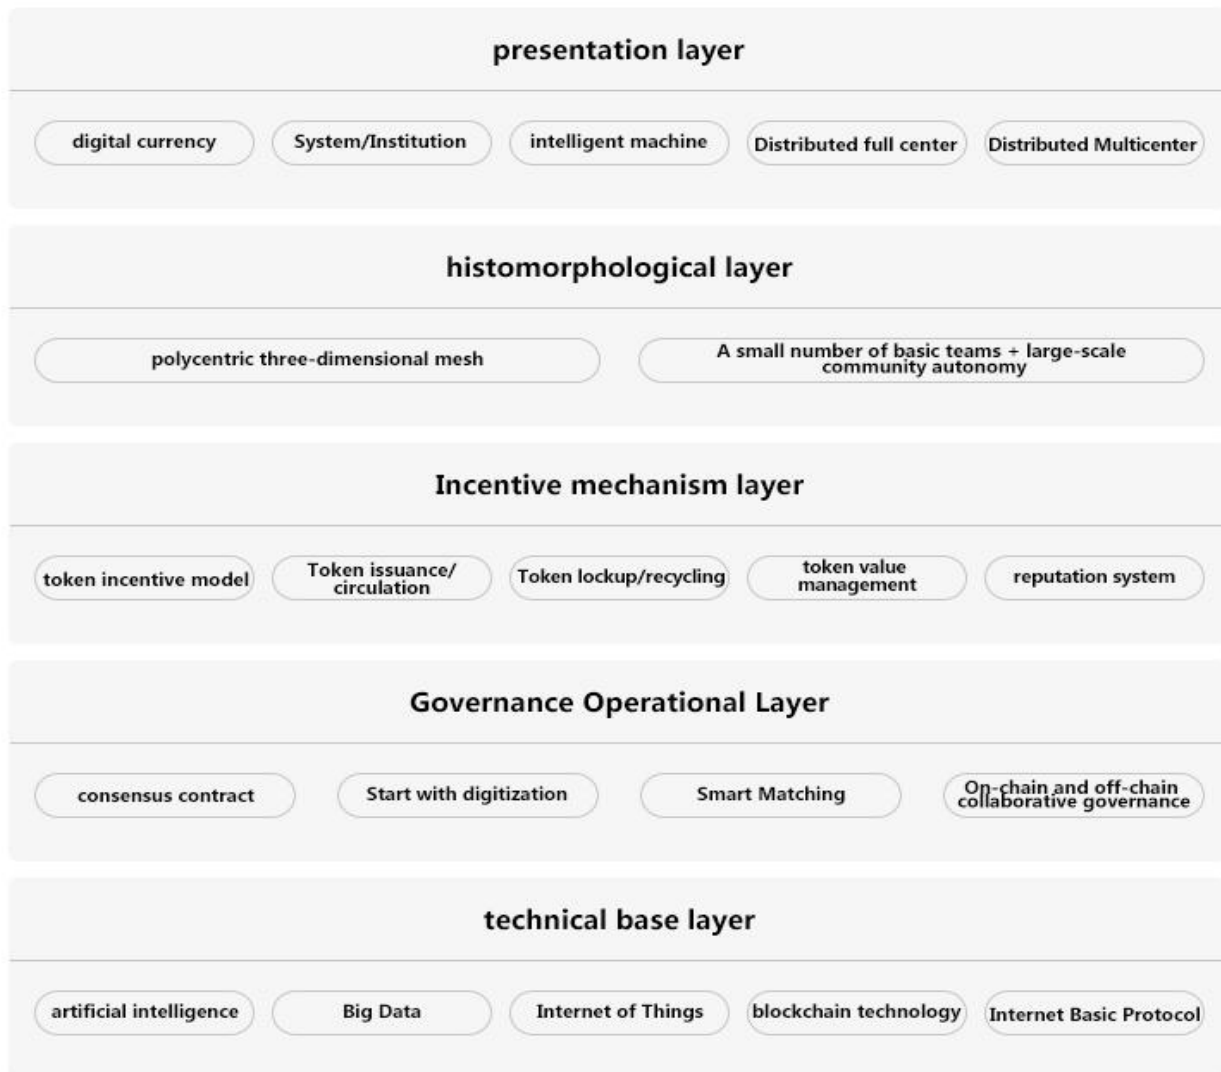 presentation layer
digital currency
System/Institution
intelligent machine
Distributed full center
Distributed Multicenter
histomorphological layer
polycentric three-dimensional mesh
A small number of basic teams + large-scale
community autonomy
Incentive mechanism layer
token incentive model
Token issuance/
circulation
Token lockup/recycling
token value
management
reputation system
Governance Operational Layer
consensus contract
Start with digitization
Smart Matching
On-chain and off-chain
collaborative governance
technical base layer
artificial intelligence
Big Data
Internet of Things
blockchain technology
Internet Basic Protocol